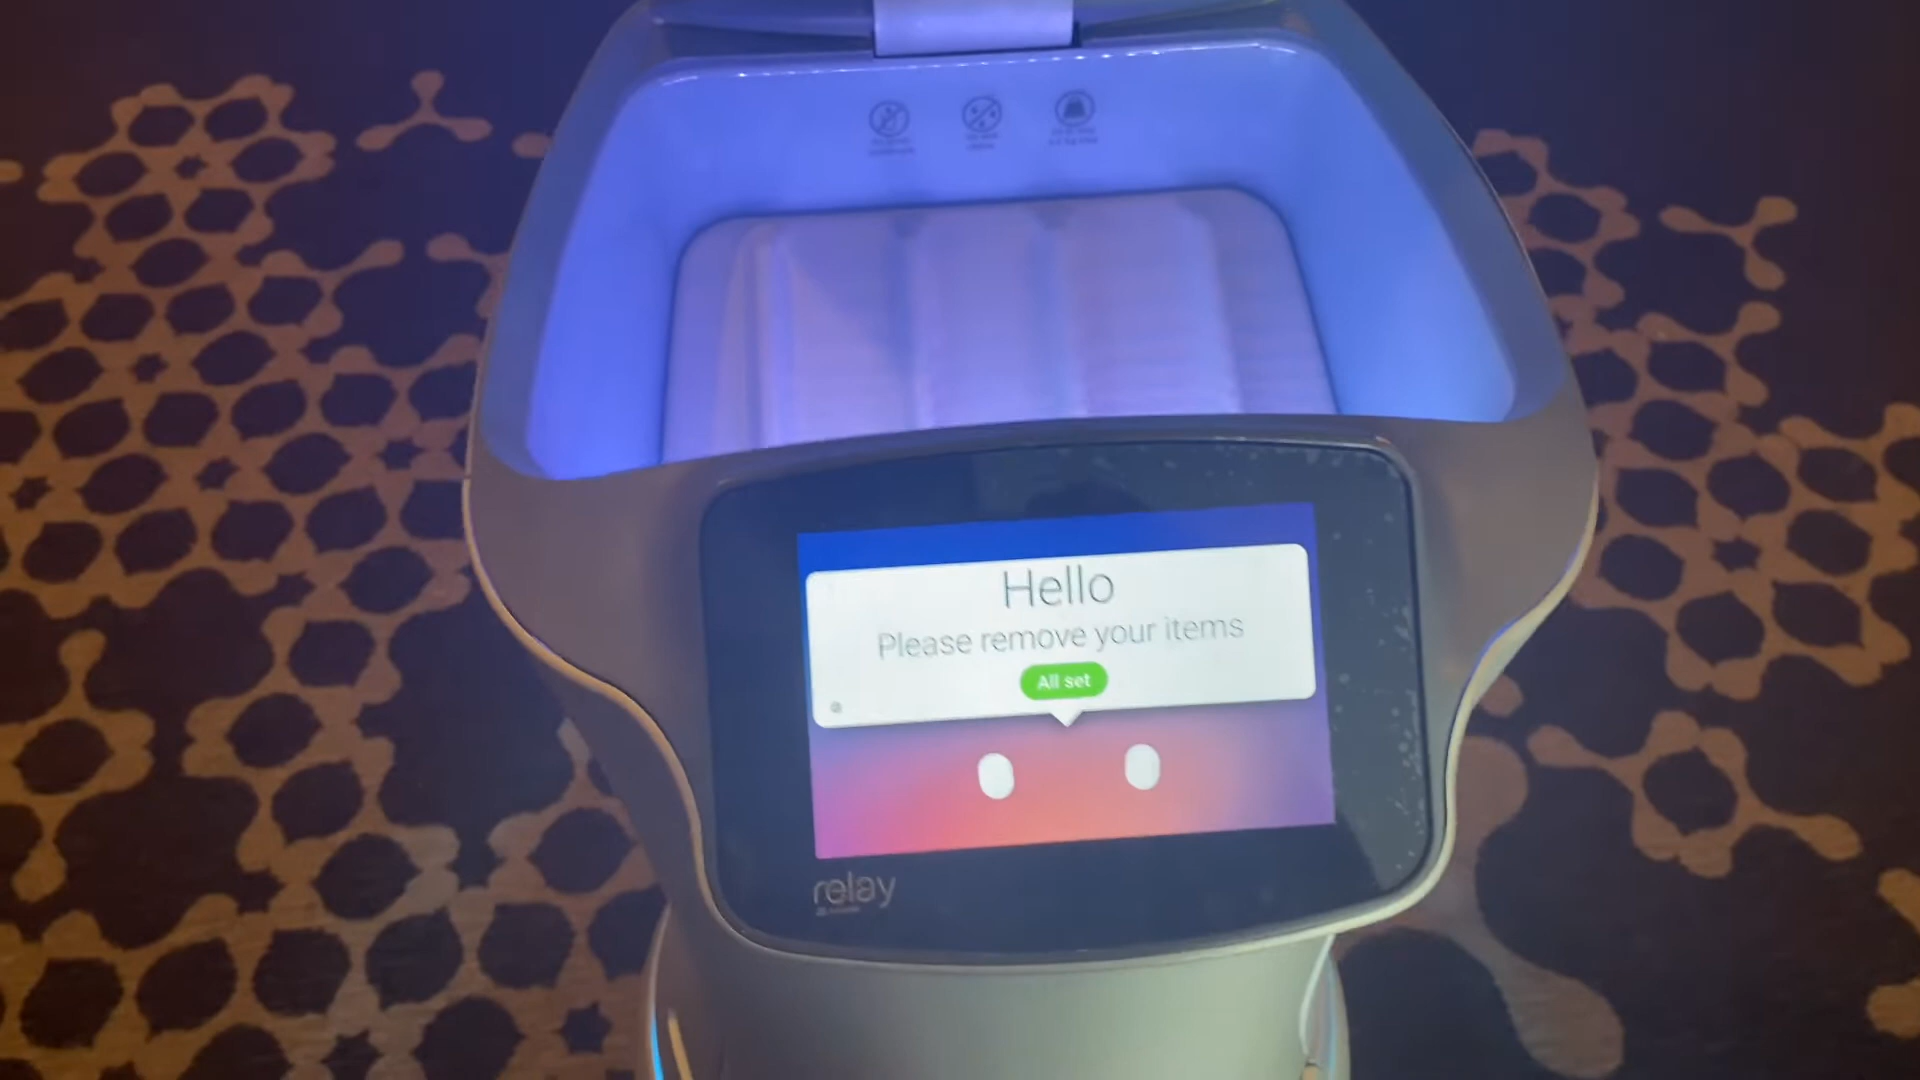 Hello
Please remove your items
All set
relay